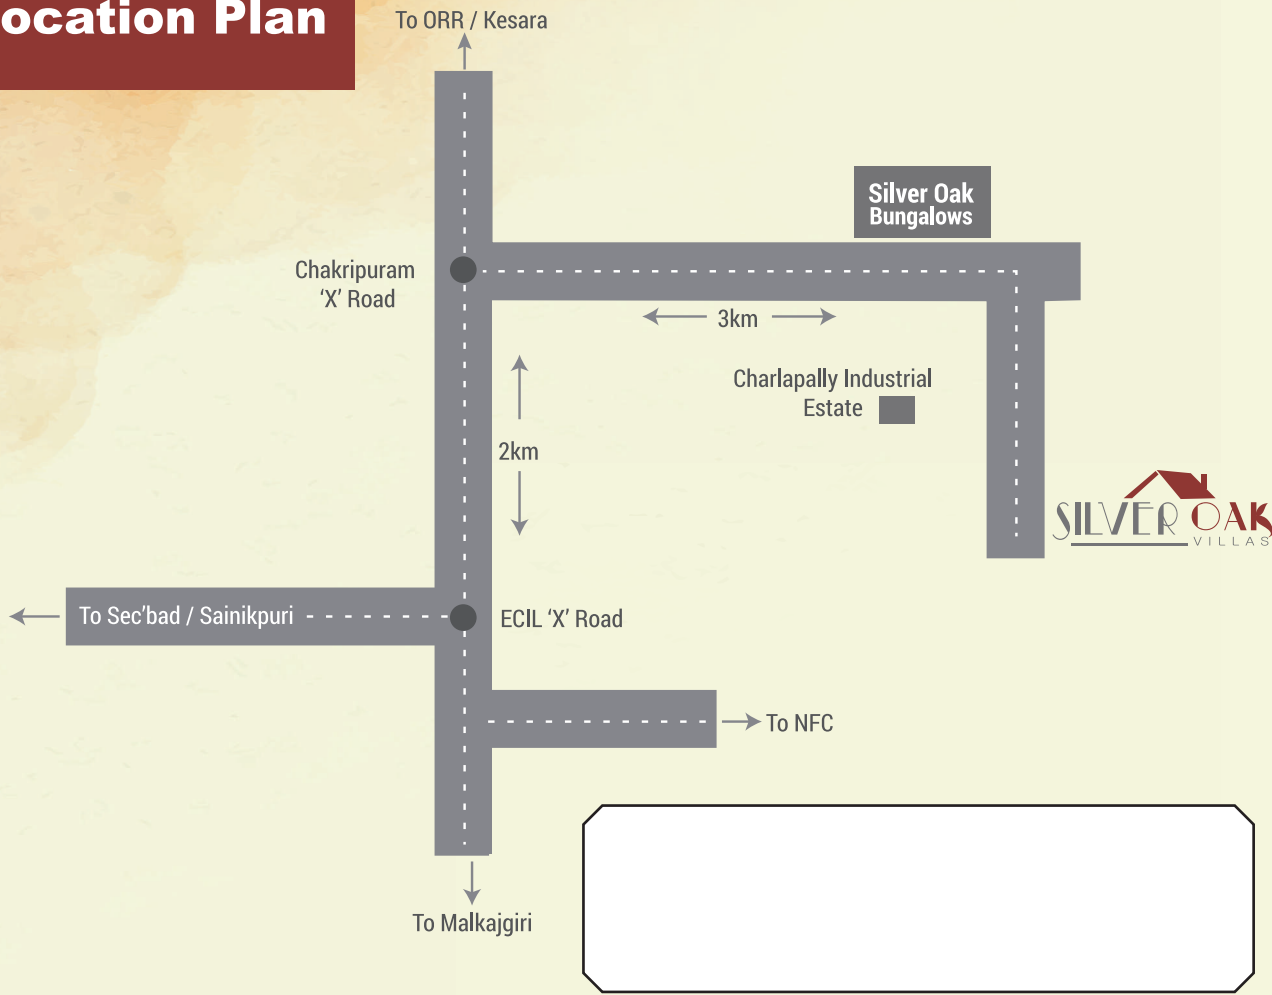 ocation Plan
To ORR / Kesara
Silver Oak
Bungalows
Chakripuram
‘X’ Road
3km
Charlapally Industrial
Estate
2km
SILVER OAK
VILLAS
To Sec’bad / Sainikpuri
ECIL ‘X’ Road
To NFC
To Malkajgiri